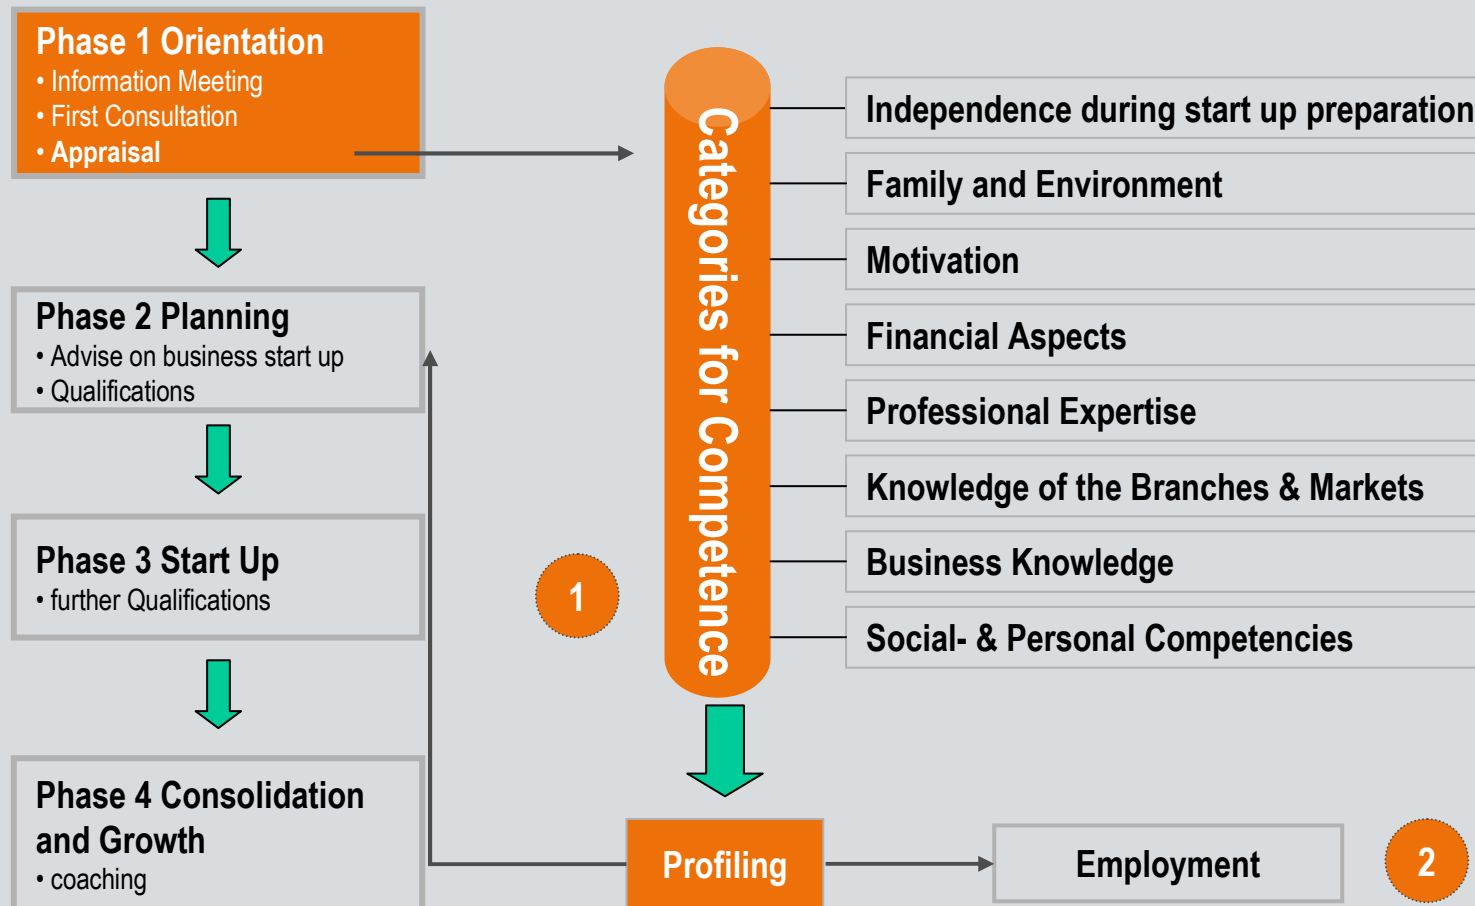 Phase 1 Orientation
• Information Meeting
• First Consultation
• Appraisal
Phase 2 Planning
• Advise on business start up
• Qualifications
Phase 3 Start Up
• further Qualifications
Phase 4 Consolidation
and Growth
• coaching
Categories for Competence
Independence during start up preparation
Family and Environment
Motivation
Financial Aspects
Professional Expertise
Knowledge of the Branches & Markets
Business Knowledge
Social- & Personal Competencies
1
Profiling
Employment
2